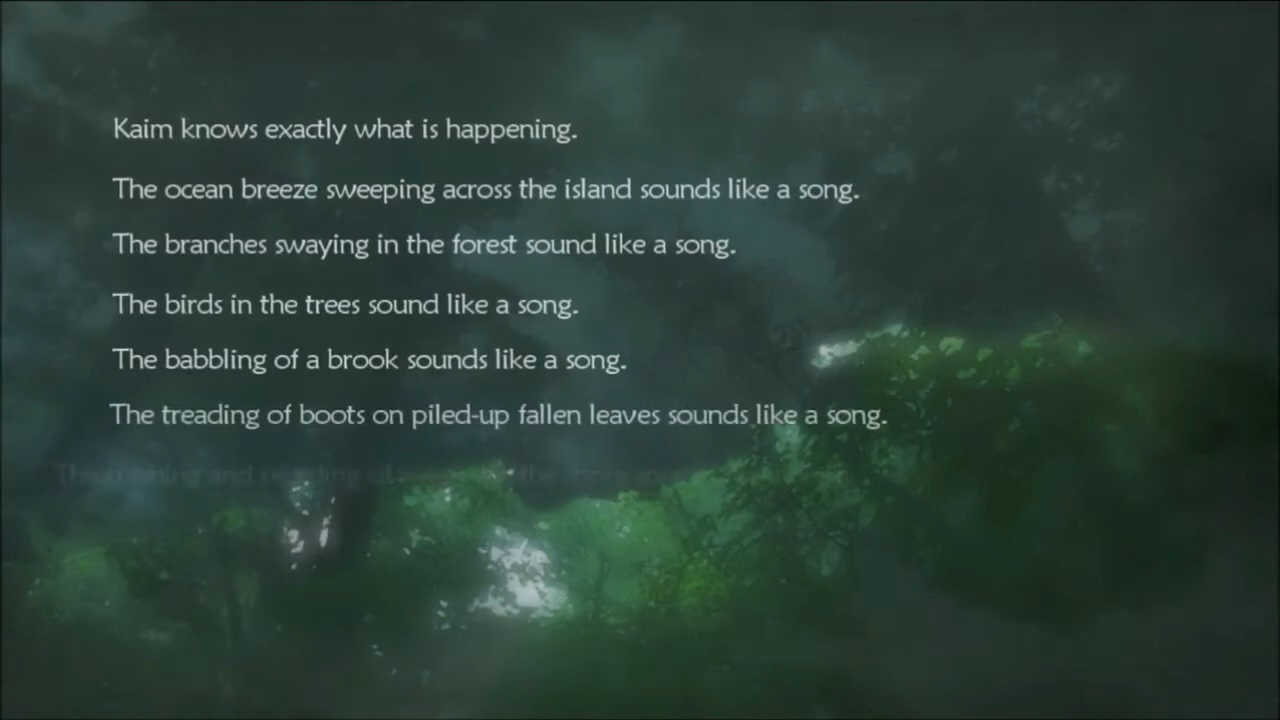 Kaim knows exactly what is happening.
The ocean breeze sweeping across the island sounds like a song.
The branches swaying in the forest sound like a song.
The birds in the trees sound like a song.
The babbling of a brook sounds like a song.
The treading of boots on piled-up fallen leaves sounds like a song.